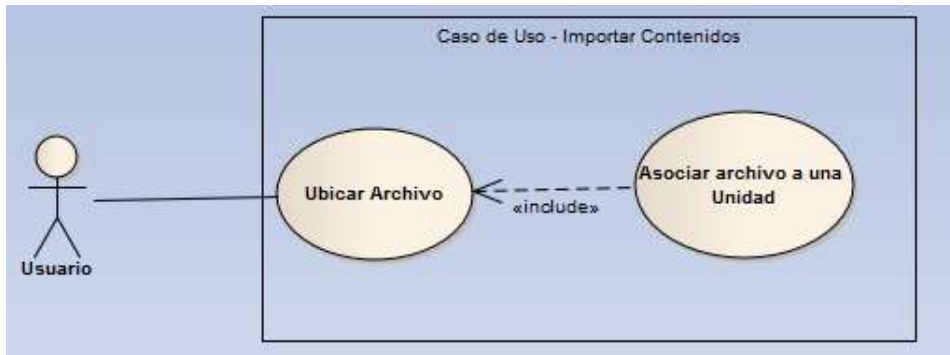 Caso de Uso - Importar Contenidos
Ubicar Archivo
«include»
Asociar archivo a una
Unidad
Usuario